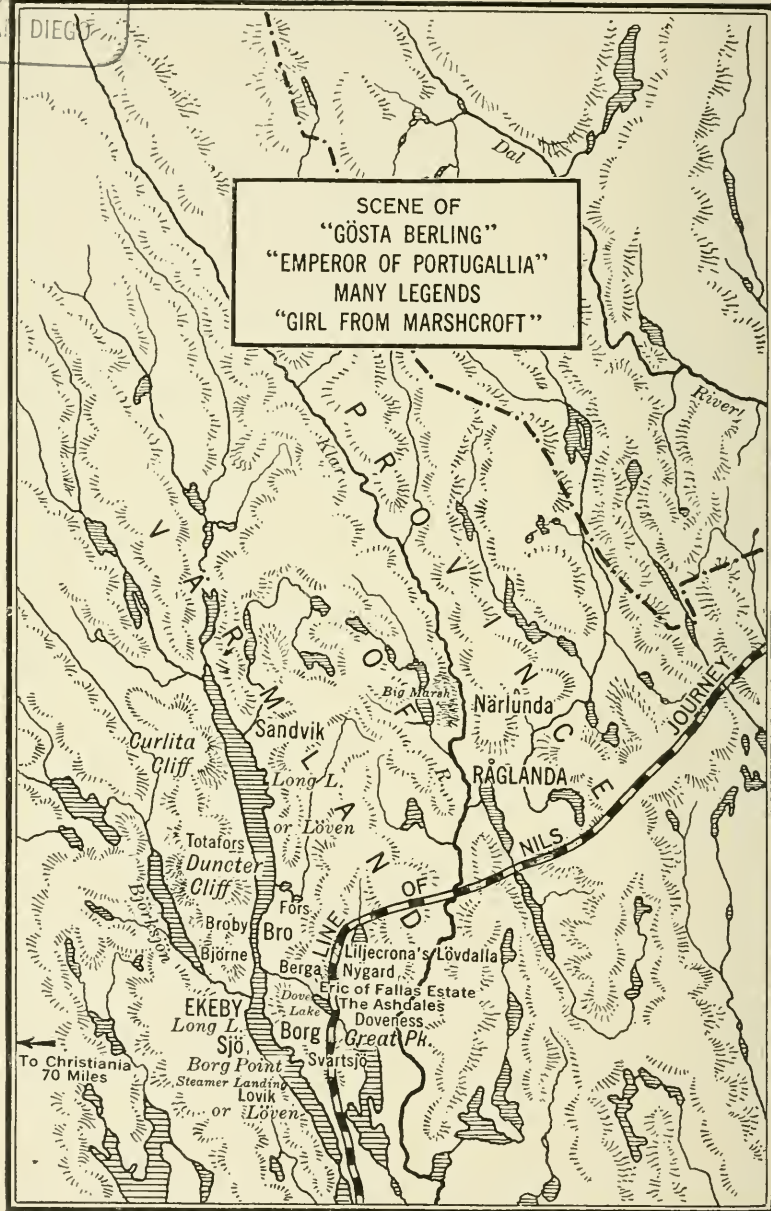 DIEGO
Dal
SCENE OF
"GÖSTA BERLING"
"EMPEROR OF PORTUGALLIA"
MANY LEGENDS
"GIRL FROM MARSHCROFT"
River
Klar
PROVINCE
VÄRMLAND OF
Big Marsh
Närlunda
JOURNEY
Curlita
Cliff
Sandvik
Long L.
or Löven
R.
RÅGLANDA
NILS
OF
LINE
Totafors
Duncter
Cliff
Björksjön
Fors
Broby
Bro
Björne
Berga
Liljecrona's Lövdalla
Nygard
Eric of Fallas Estate
The Ashdales
Dove
Lake
Doveness
EKEBY
Long L.
Borg
Great Pk.
Sjö
Svartsjö
Borg Point
Steamer Landing
Lovik
or Löven
To Christiania
70 Miles